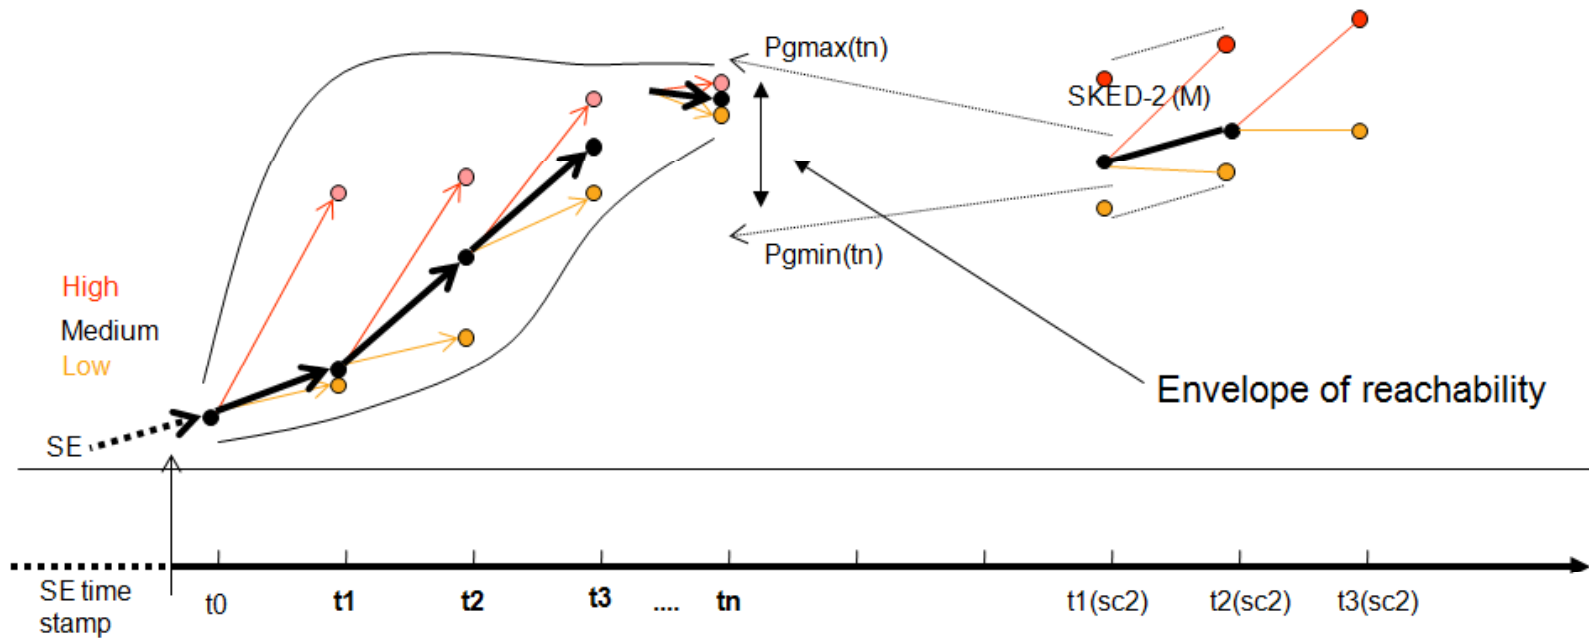 Pgmax(tn)
SKED-2 (M)
Pgmin(tn)
High
Medium
Low
Envelope of reachability
SE
SE time
stamp
t0
t1
t2
t3
....
tn
t1(sc2)
t2(sc2)
t3(sc2)